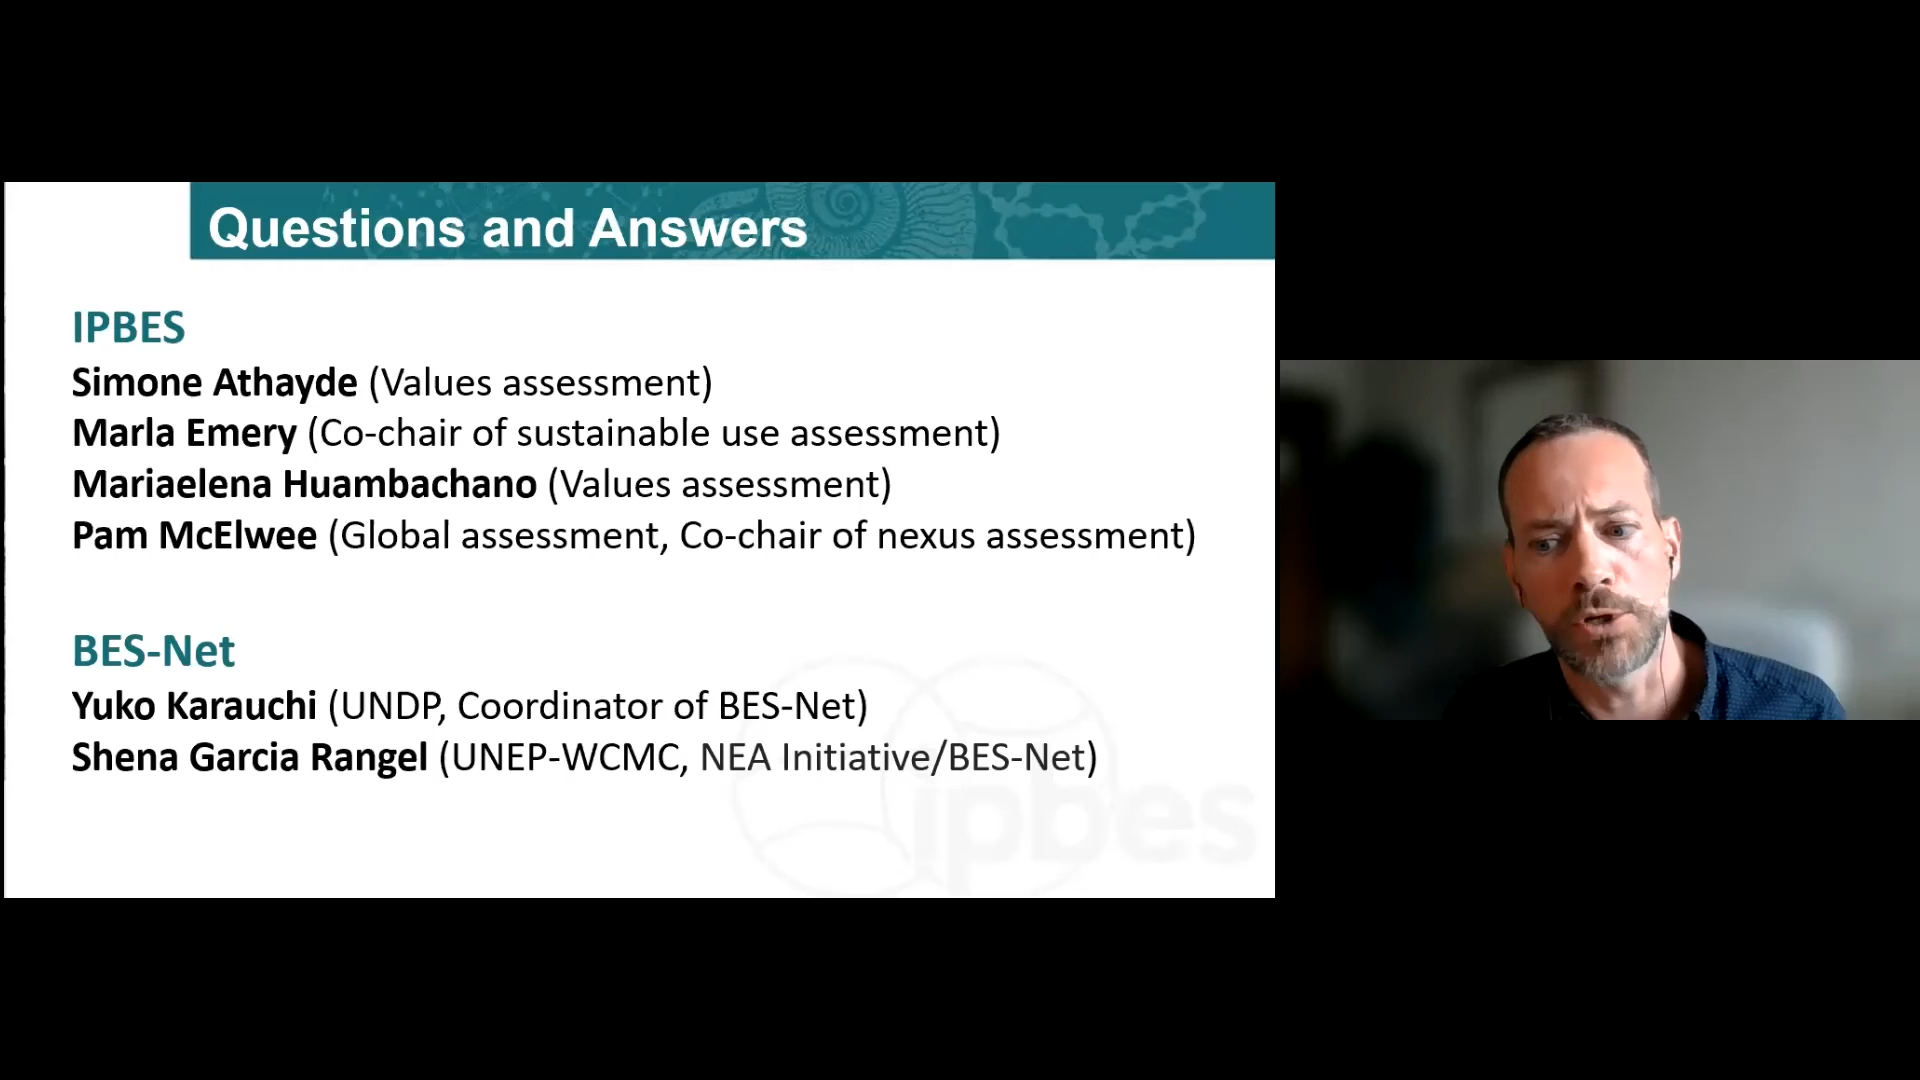 Questions and Answers
IPBES
Simone Athayde (Values assessment)
Marla Emery (Co-chair of sustainable use assessment)
Mariaelena Huambachano (Values assessment)
Pam McElwee (Global assessment, Co-chair of nexus assessment)
BES-Net
Yuko Karauchi (UNDP, Coordinator of BES-Net)
Shena Garcia Rangel (UNEP-WCMC, NEA Initiative/BES-Net)
ipbes